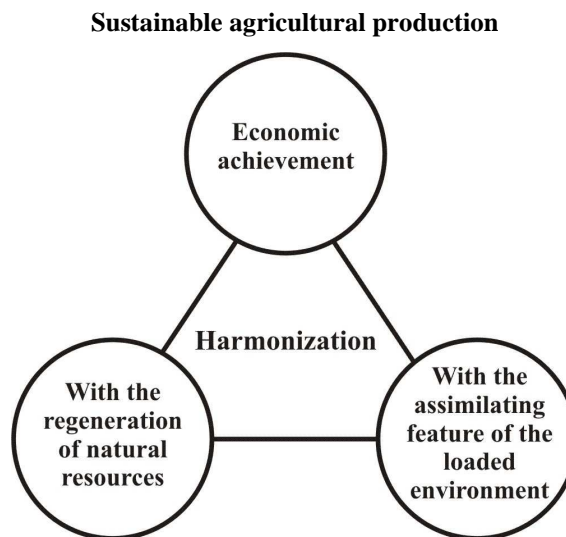 Sustainable agricultural production
Economic
achievement
Harmonization
With the
regeneration
of natural
resources
With the
assimilating
feature of the
loaded
environment